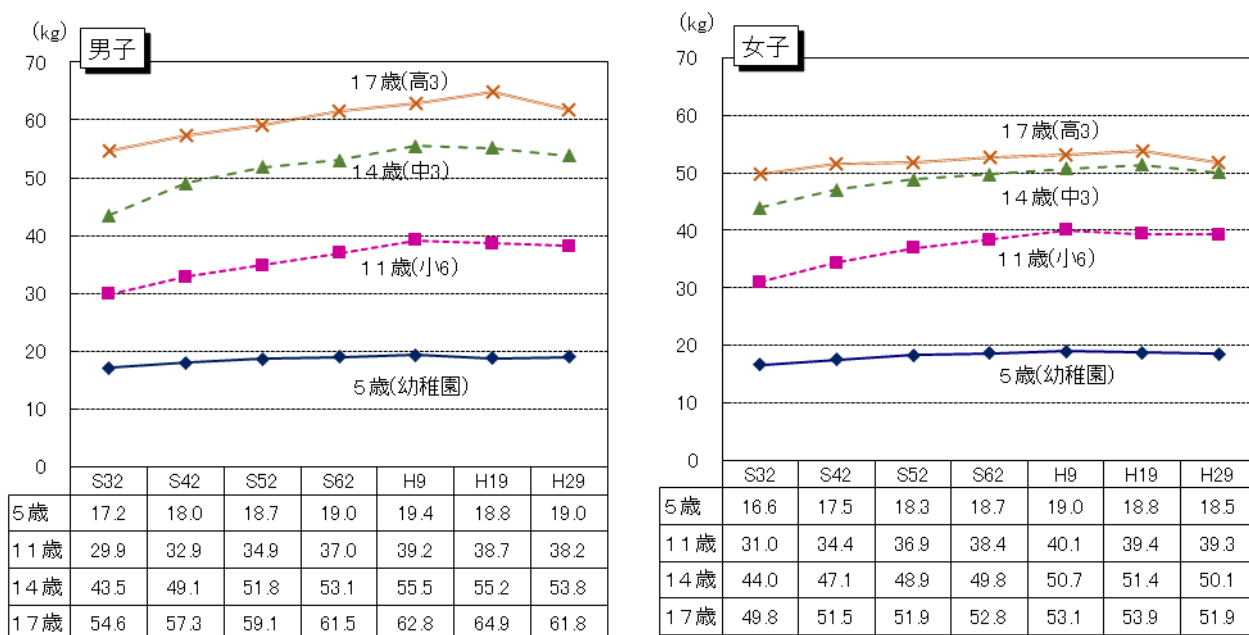 (kg)
男子
70
60
50
40
30
20
10
0
17歳(高3)
14歳(中3)
11歳(小6)
5歳(幼稚園)
S32 S42 S52 S62 H9 H19 H29
5歳 17.2 18.0 18.7 19.0 19.4 18.8 19.0
11歳 29.9 32.9 34.9 37.0 39.2 38.7 38.2
14歳 43.5 49.1 51.8 53.1 55.5 55.2 53.8
17歳 54.6 57.3 59.1 61.5 62.8 64.9 61.8
(kg)
女子
70
60
50
40
30
20
10
0
17歳(高3)
14歳(中3)
11歳(小6)
5歳(幼稚園)
S32 S42 S52 S62 H9 H19 H29
5歳 16.6 17.5 18.3 18.7 19.0 18.8 18.5
11歳 31.0 34.4 36.9 38.4 40.1 39.4 39.3
14歳 44.0 47.1 48.9 49.8 50.7 51.4 50.1
17歳 49.8 51.5 51.9 52.8 53.1 53.9 51.9